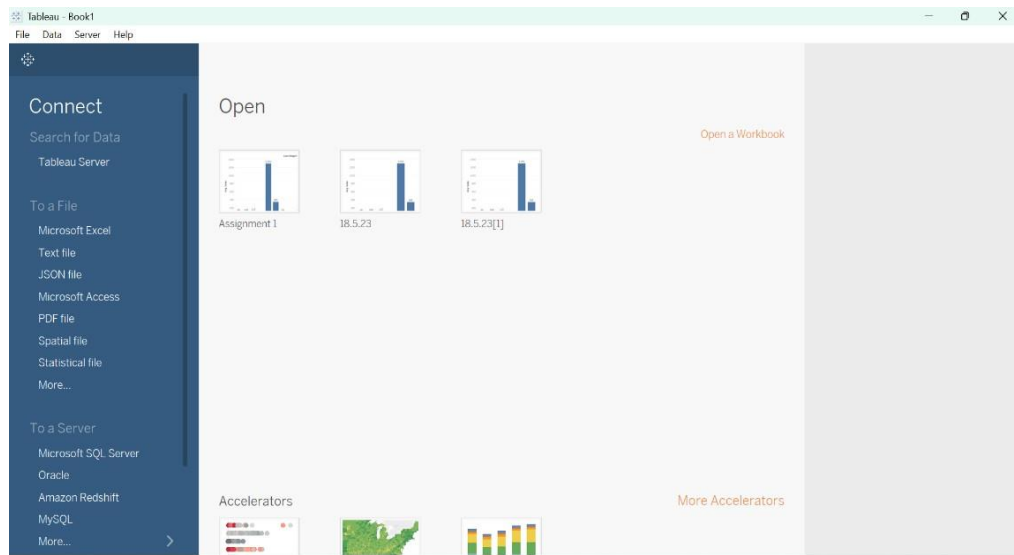 Tableau - Book1
File Data Server Help
Connect
Search for Data
Tableau Server
To a File
Microsoft Excel
Text file
JSON file
Microsoft Access
PDF file
Spatial file
Statistical file
More...
To a Server
Microsoft SQL Server
Oracle
Amazon Redshift
MySQL
More...
Open
Open a Workbook
Assignment 1
18.5.23
18.5.23[1]
Accelerators
More Accelerators